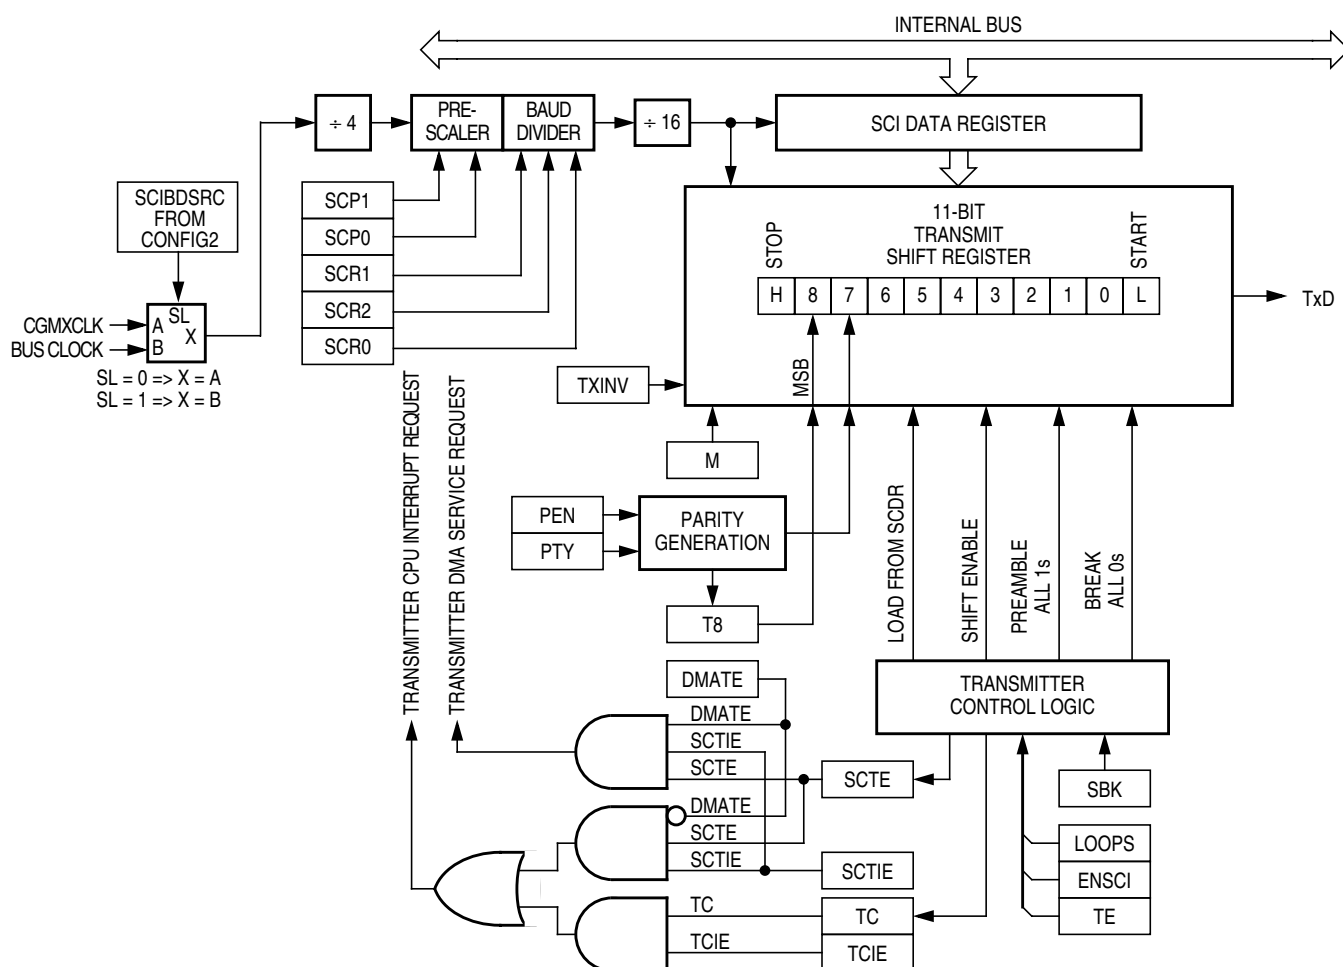 INTERNAL BUS
÷ 4
PRE-
SCALER
BAUD
DIVIDER
÷ 16
SCI DATA REGISTER
SCIBDSRC
FROM
CONFIG2
SCP1
SCP0
SCR1
SCR2
SCR0
11-BIT
TRANSMIT
SHIFT REGISTER
STOP
START
H 8 7 6 5 4 3 2 1 0 L
TxD
SL
CGMXCLK
A
X
BUS CLOCK
B
SL = 0 => X = A
SL = 1 => X = B
TXINV
MSB
M
TRANSMITTER CPU INTERRUPT REQUEST
TRANSMITTER DMA SERVICE REQUEST
PEN
PTY
PARITY
GENERATION
T8
LOAD FROM SCDR
SHIFT ENABLE
PREAMBLE
ALL 1s
BREAK
ALL 0s
TRANSMITTER
CONTROL LOGIC
DMATE
DMATE
SCTIE
SCTE
SCTE
SBK
DMATE
SCTE
SCTIE
SCTIE
LOOPS
ENSCI
TE
TC
TC
TCIE
TCIE